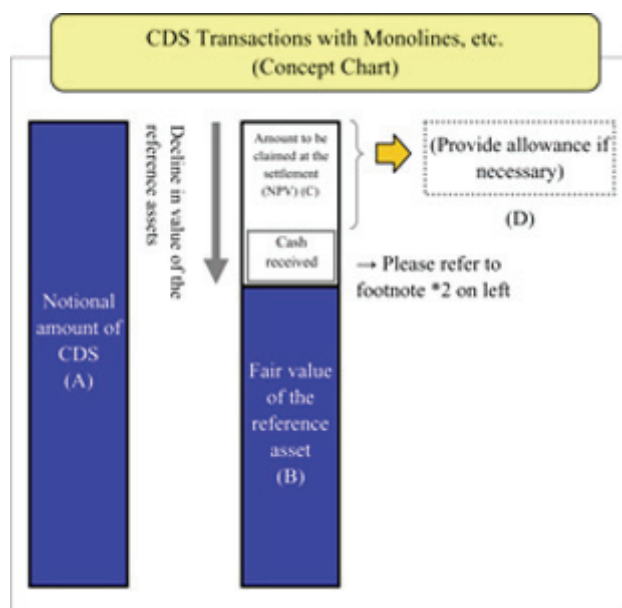 CDS Transactions with Monolines, etc.
(Concept Chart)
Notional
amount of
CDS
(A)
Decline in value of the
reference assets
Amount to be
claimed at the
settlement
(NPV) (C)
Cash
received
Fair value
of the
reference
asset
(B)
(Provide allowance if
necessary)
(D)
→ Please refer to
footnote *2 on left